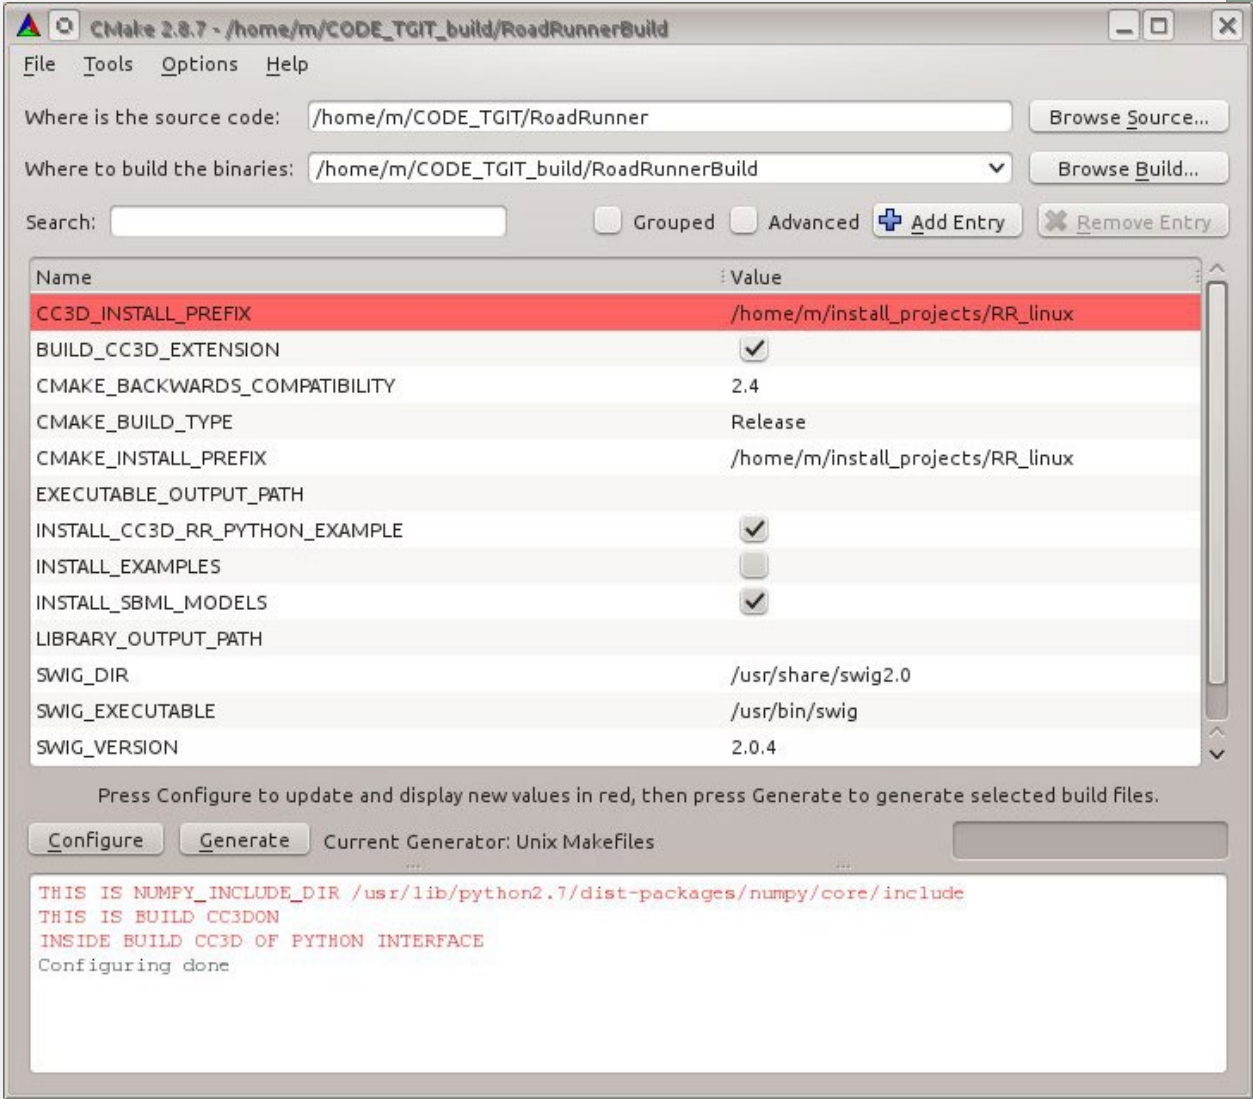 CMake 2.8.7 - /home/m/CODE_TGIT_build/RoadRunnerBuild
File Tools Options Help
Where is the source code: /home/m/CODE_TGIT/RoadRunner Browse Source...
Where to build the binaries: /home/m/CODE_TGIT_build/RoadRunnerBuild Browse Build...
Search: Grouped Advanced Add Entry Remove Entry
Name Value
CC3D_INSTALL_PREFIX /home/m/install_projects/RR_linux
BUILD_CC3D_EXTENSION
CMAKE_BACKWARDS_COMPATIBILITY 2.4
CMAKE_BUILD_TYPE Release
CMAKE_INSTALL_PREFIX /home/m/install_projects/RR_linux
EXECUTABLE_OUTPUT_PATH
INSTALL_CC3D_RR_PYTHON_EXAMPLE
INSTALL_EXAMPLES
INSTALL_SBML_MODELS
LIBRARY_OUTPUT_PATH
SWIG_DIR /usr/share/swig2.0
SWIG_EXECUTABLE /usr/bin/swig
SWIG_VERSION 2.0.4
Press Configure to update and display new values in red, then press Generate to generate selected build files.
Configure Generate Current Generator: Unix Makefiles
THIS IS NUMPY_INCLUDE_DIR /usr/lib/python2.7/dist-packages/numpy/core/include
THIS IS BUILD CC3DON
INSIDE BUILD CC3D OF PYTHON INTERFACE
Configuring done